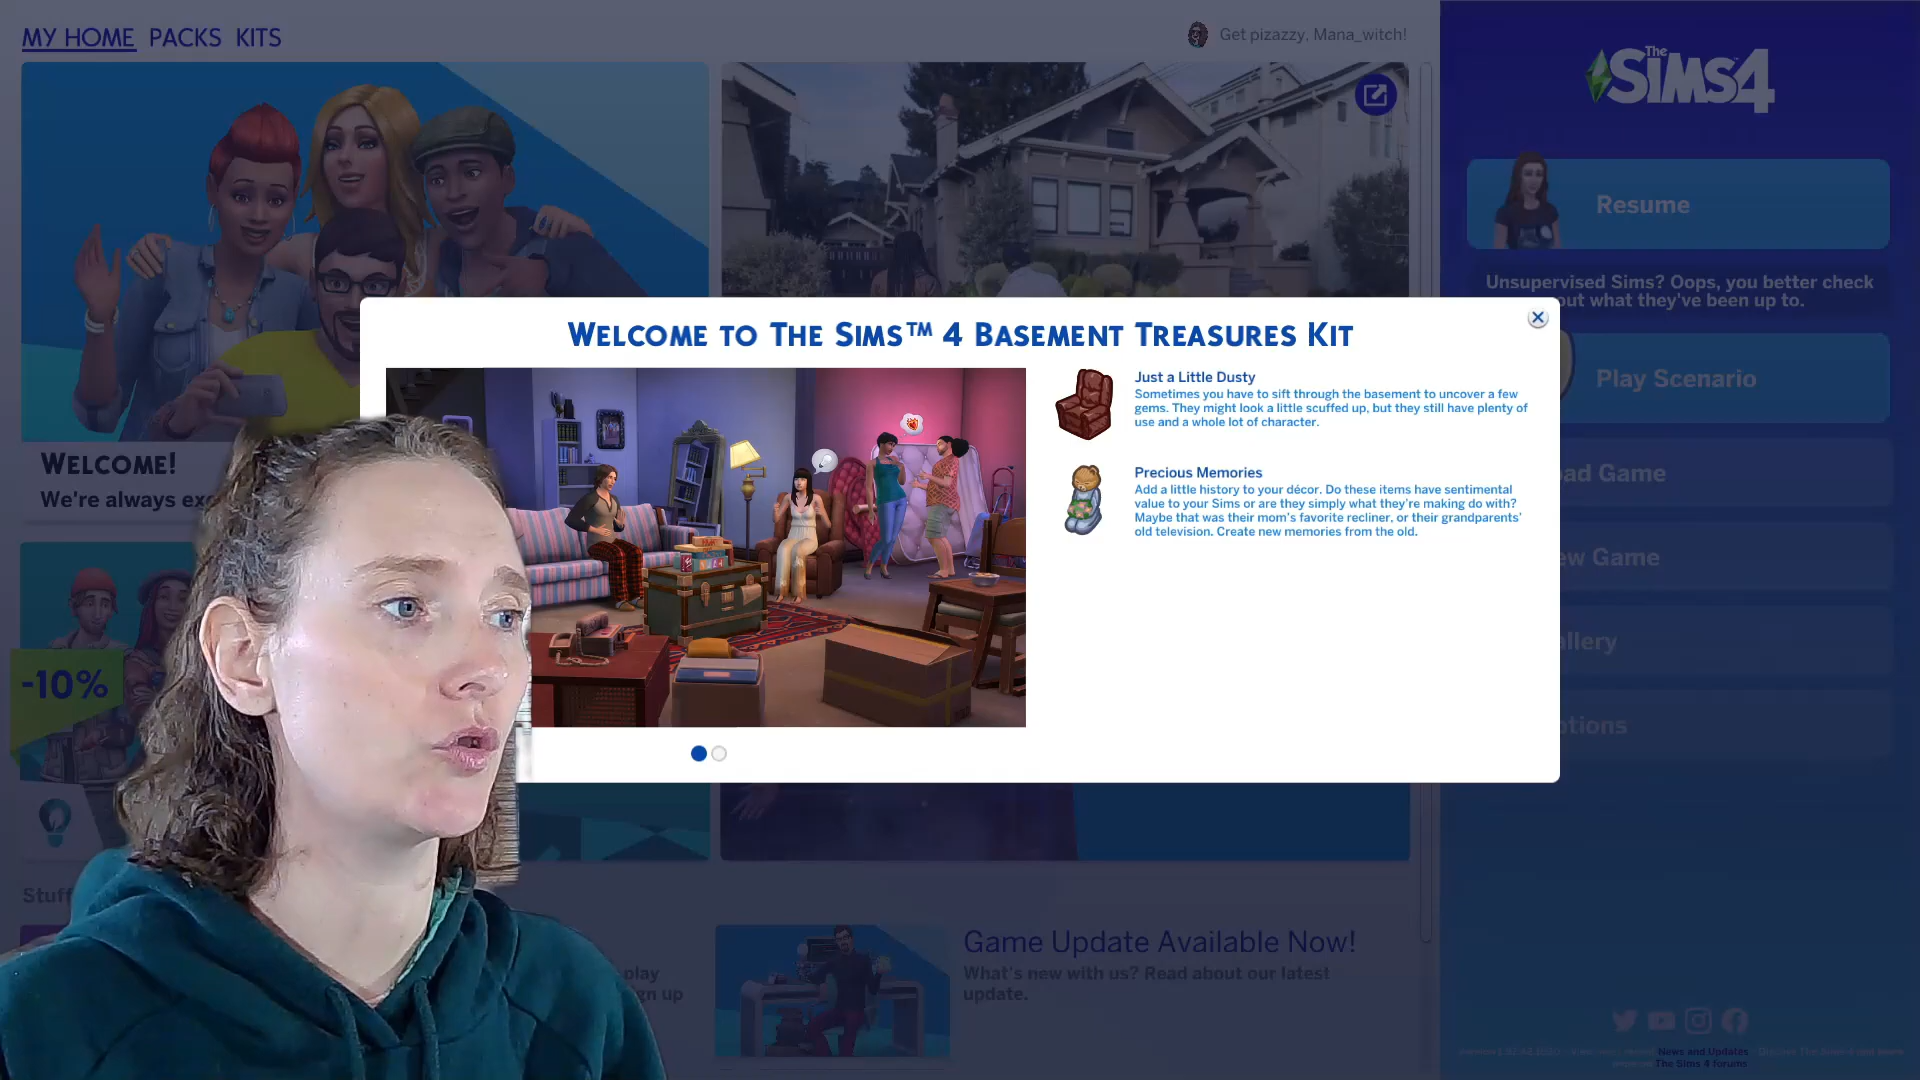 MY HOME PACKS KITS
Get pizazzy, Mana_witch!
The
SIMS4
Resume
Unsupervised Sims? Oops, you better check
out what they've been up to.
Play Scenario
Welcome to The Sims™ 4 Basement Treasures Kit
Just a Little Dusty
Sometimes you have to sift through the basement to uncover a few
gems. They might look a little scuffed up, but they still have plenty of
use and a whole lot of character.
Precious Memories
Add a little history to your décor. Do these items have sentimental
value to your Sims or are they simply what they're making do with?
Maybe that was their mom's favorite recliner, or their grandparents'
old television. Create new memories from the old.
Game
Game
Welcome!
We're always
-10%
Stuff
play
up
Game Update Available Now!
What's new with us? Read about our latest
update.
News and Updates
The Sims 4 forums